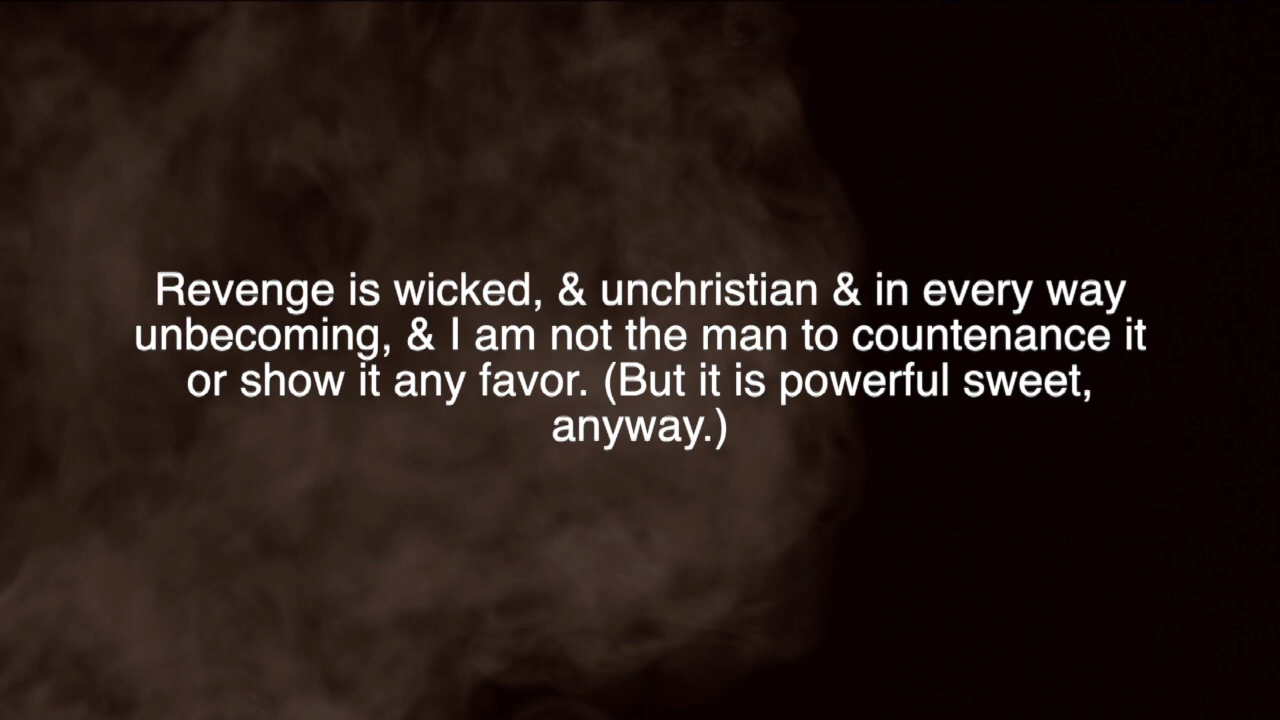 Revenge is wicked, & unchristian & in every way
unbecoming, & I am not the man to countenance it
or show it any favor. (But it is powerful sweet,
anyway.)